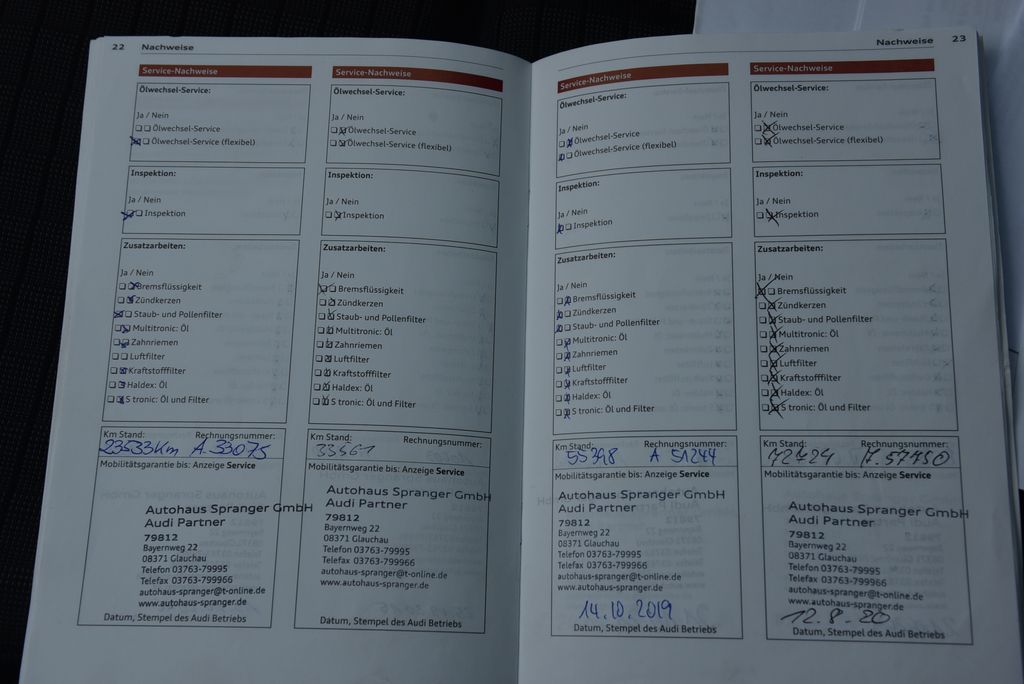 22 Nachweise
Service-Nachweise
Ölwechsel-Service:
Ja / Nein
Ölwechsel-Service
Ölwechsel-Service (flexibel)
Inspektion:
Ja / Nein
Inspektion
Zusatzarbeiten:
Ja / Nein
Bremsflüssigkeit
Zündkerzen
Staub- und Pollenfilter
Multitronic: Öl
Zahnriemen
Luftfilter
Kraftstofffilter
Haldex: Öl
S tronic: Öl und Filter
Km Stand: Rechnungsnummer:
23533Km A 33075
Mobilitätsgarantie bis: Anzeige Service
Autohaus Spranger GmbH
Audi Partner
79812
Bayernweg 22
08371 Glauchau
Telefon 03763-79995
Telefax 03763-799966
autohaus-spranger@t-online.de
www.autohaus-spranger.de
Datum, Stempel des Audi Betriebs
Service-Nachweise
Ölwechsel-Service:
Ja / Nein
Ölwechsel-Service
Ölwechsel-Service (flexibel)
Inspektion:
Ja / Nein
Inspektion
Zusatzarbeiten:
Ja / Nein
Bremsflüssigkeit
Zündkerzen
Staub- und Pollenfilter
Multitronic: Öl
Zahnriemen
Luftfilter
Kraftstofffilter
Haldex: Öl
S tronic: Öl und Filter
Km Stand: Rechnungsnummer:
33561
Mobilitätsgarantie bis: Anzeige Service
Autohaus Spranger GmbH
Audi Partner
79812
Bayernweg 22
08371 Glauchau
Telefon 03763-79995
Telefax 03763-799966
autohaus-spranger@t-online.de
www.autohaus-spranger.de
Datum, Stempel des Audi Betriebs
Nachweise 23
Service-Nachweise
Ölwechsel-Service:
Ja / Nein
Ölwechsel-Service
Ölwechsel-Service (flexibel)
Inspektion:
Ja / Nein
Inspektion
Zusatzarbeiten:
Ja / Nein
Bremsflüssigkeit
Zündkerzen
Staub- und Pollenfilter
Multitronic: Öl
Zahnriemen
Luftfilter
Kraftstofffilter
Haldex: Öl
S tronic: Öl und Filter
Km Stand: Rechnungsnummer:
55398 A 51244
Mobilitätsgarantie bis: Anzeige Service
Autohaus Spranger GmbH
Audi Partner
79812
Bayernweg 22
08371 Glauchau
Telefon 03763-79995
Telefax 03763-799966
autohaus-spranger@t-online.de
www.autohaus-spranger.de
14.10.2019
Datum, Stempel des Audi Betriebs
Service-Nachweise
Ölwechsel-Service:
Ja / Nein
Ölwechsel-Service
Ölwechsel-Service (flexibel)
Inspektion:
Ja / Nein
Inspektion
Zusatzarbeiten:
Ja / Nein
Bremsflüssigkeit
Zündkerzen
Staub- und Pollenfilter
Multitronic: Öl
Zahnriemen
Luftfilter
Kraftstofffilter
Haldex: Öl
S tronic: Öl und Filter
Km Stand: Rechnungsnummer:
72424
Mobilitätsgarantie bis: Anzeige Service
Autohaus Spranger GmbH
Audi Partner
79812
Bayernweg 22
08371 Glauchau
Telefon 03763-79995
Telefax 03763-799966
autohaus-spranger@t-online.de
www.autohaus-spranger.de
12.8.20
Datum, Stempel des Audi Betriebs